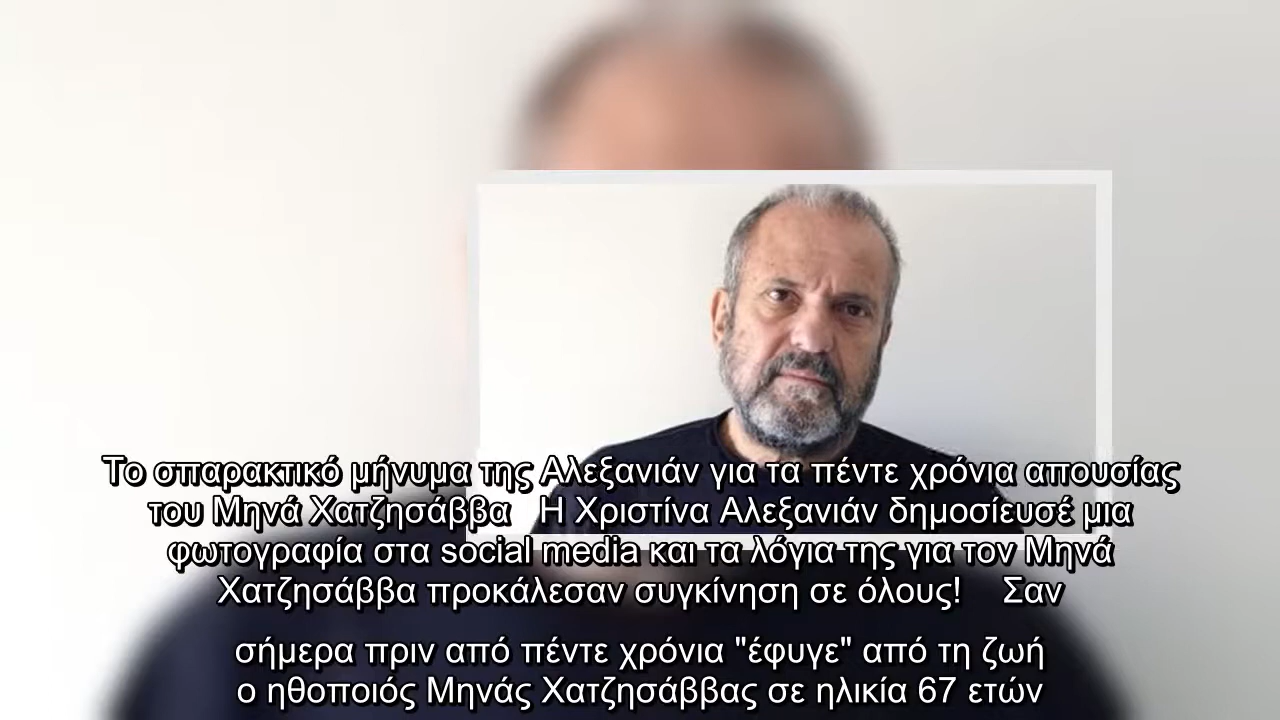 Το σπαρακτικό μήνυμα της Αλεξανιάν για τα πέντε χρόνια απουσίας
του Μηνά Χατζησάββα Η Χριστίνα Αλεξανιάν δημοσίευσέ μια
φωτογραφία στα social media και τα λόγια της για τον Μηνά
Χατζησάββα προκάλεσαν συγκίνηση σε όλους! Σαν
σήμερα πριν από πέντε χρόνια "έφυγε" από τη ζωή
ο ηθοποιός Μηνάς Χατζησάββας σε ηλικία 67 ετών